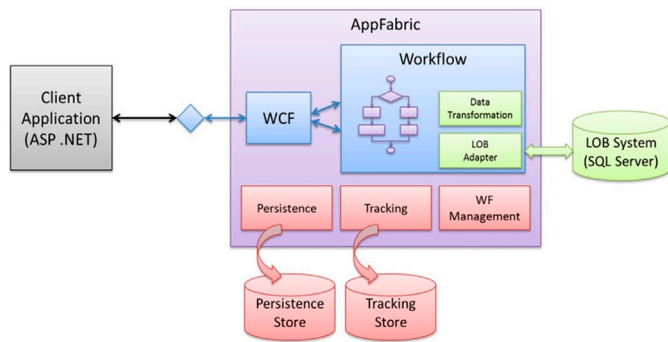 AppFabric
Workflow
Client
Application
(ASP .NET)
WCF
Data
Transformation
LOB
Adapter
LOB System
(SQL Server)
Persistence
Tracking
WF
Management
Persistence
Store
Tracking
Store